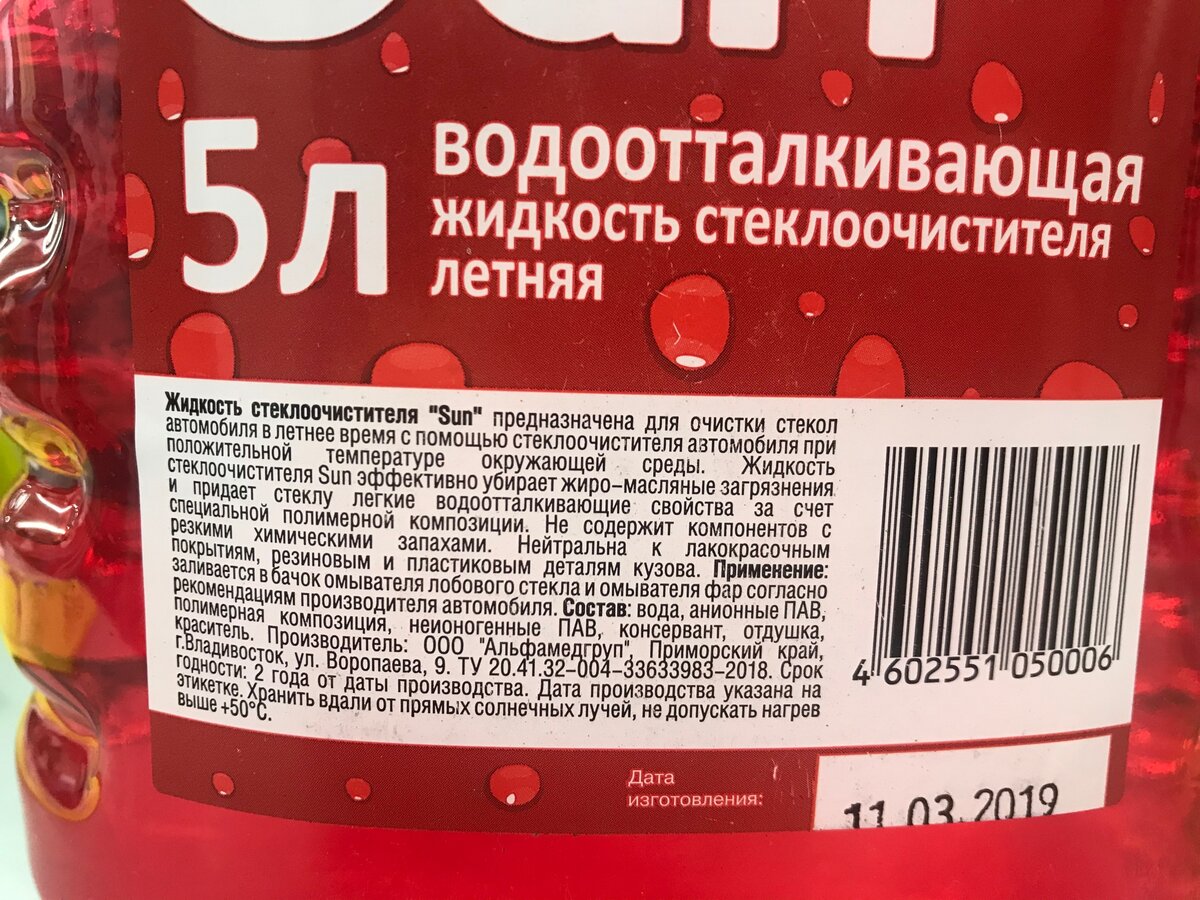 5л
водоотталкивающая
жидкость стеклоочистителя
летняя
Жидкость стеклоочистителя "Sun" предназначена для очистки стекол
автомобиля в летнее время с помощью стеклоочистителя автомобиля при
положительной температуре окружающей среды. Жидкость
стеклоочистителя Sun эффективно убирает жиро-масляные загрязнения
и придает стеклу легкие водоотталкивающие свойства за счет
специальной полимерной композиции. Не содержит компонентов с
резкими химическими запахами. Нейтральна к лакокрасочным
покрытиям, резиновым и пластиковым деталям кузова. Применение:
заливается в бачок омывателя лобового стекла и омывателя фар согласно
рекомендациям производителя автомобиля. Состав: вода, анионные ПАВ,
полимерная композиция, неионогенные ПАВ, консервант, отдушка,
краситель. Производитель: ООО "Альфамедгруп", Приморский край,
г.Владивосток, ул. Воропаева, 9. ТУ 20.41.32-004-33633983-2018. Срок
годности: 2 года от даты производства. Дата производства указана на
этикетке. Хранить вдали от прямых солнечных лучей, не допускать нагрев
выше +50°С.
4 602551 050006
Дата
изготовления:
11.03.2019